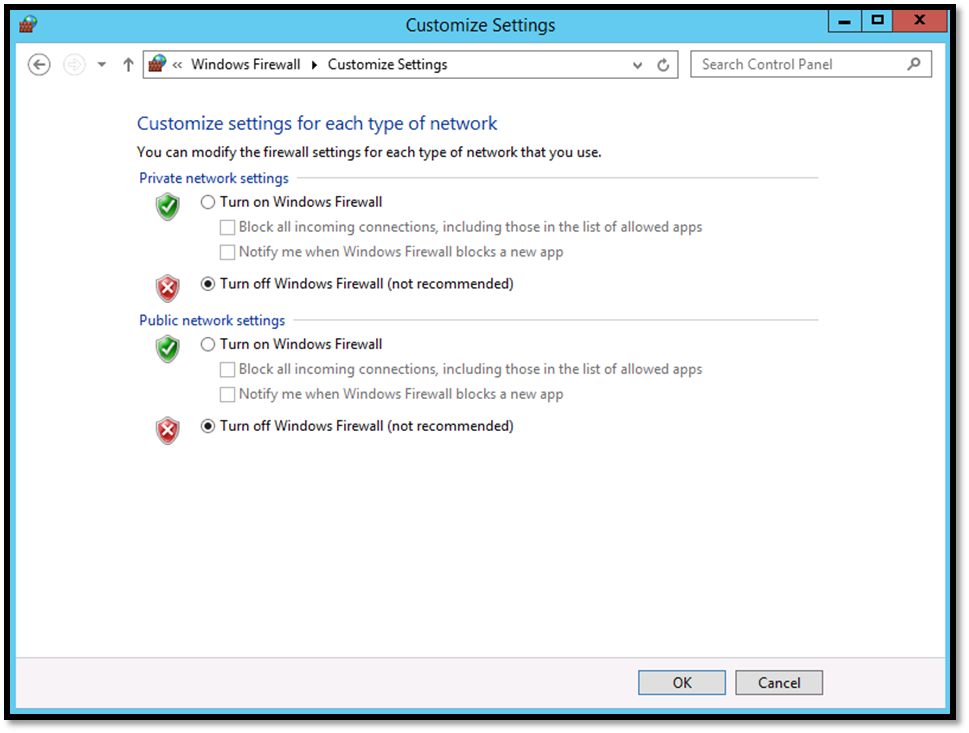 Customize Settings
« Windows Firewall Customize Settings
Search Control Panel
Customize settings for each type of network
You can modify the firewall settings for each type of network that you use.
Private network settings
Turn on Windows Firewall
Block all incoming connections, including those in the list of allowed apps
Notify me when Windows Firewall blocks a new app
Turn off Windows Firewall (not recommended)
Public network settings
Turn on Windows Firewall
Block all incoming connections, including those in the list of allowed apps
Notify me when Windows Firewall blocks a new app
Turn off Windows Firewall (not recommended)
OK Cancel